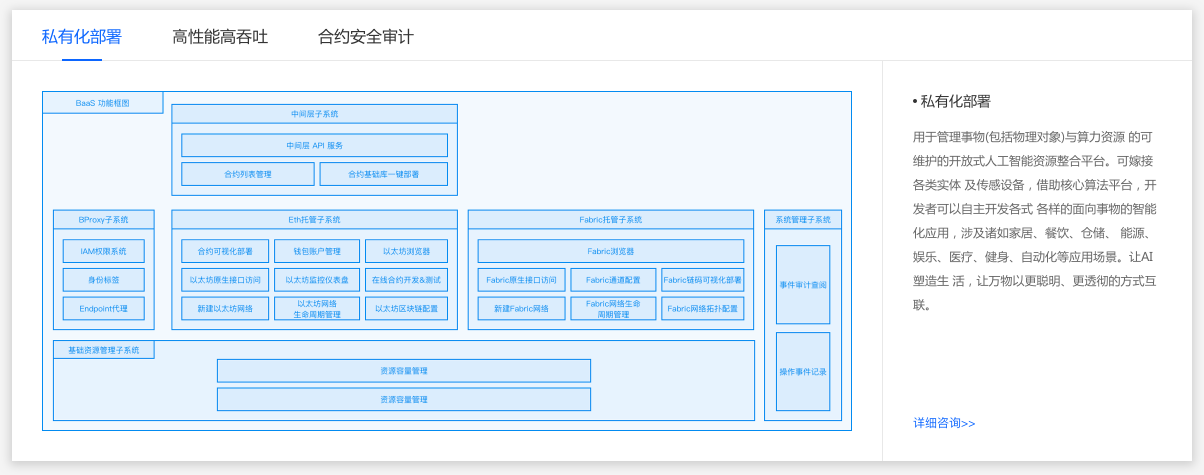 私有化部署
高性能高吞吐
合约安全审计
BaaS 功能框图
中间层子系统
中间层 API 服务
合约列表管理
合约基础库一键部署
BProxy子系统
IAM权限系统
身份标签
Endpoint代理
Eth托管子系统
合约可视化部署
钱包账户管理
以太坊浏览器
以太坊原生接口访问
以太坊监控仪表盘
在线合约开发&测试
新建以太坊网络
以太坊网络
生命周期管理
以太坊区块链配置
Fabric托管子系统
Fabric浏览器
Fabric原生接口访问
Fabric通道配置
Fabric链码可视化部署
新建Fabric网络
Fabric网络生命
周期管理
Fabric网络拓扑配置
系统管理子系统
事件审计查阅
操作事件记录
基础资源管理子系统
资源容量管理
资源容量管理
• 私有化部署
用于管理事物(包括物理对象)与算力资源 的可
维护的开放式人工智能资源整合平台。可嫁接
各类实体 及传感设备，借助核心算法平台，开
发者可以自主开发各式 各样的面向事物的智能
化应用，涉及诸如家居、餐饮、仓储、 能源、
娱乐、医疗、健身、自动化等应用场景。让AI
塑造生 活，让万物以更聪明、更透彻的方式互
联。
详细咨询>>